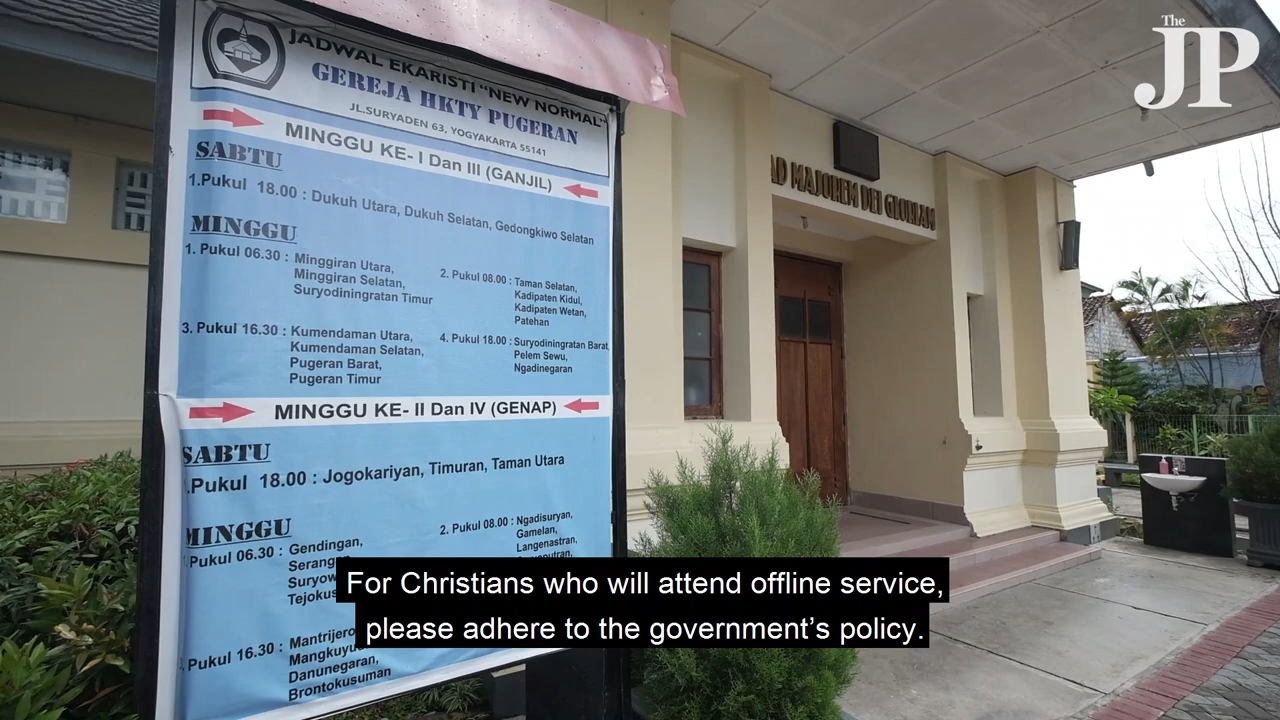 The
JP
JADWAL EKARISTI "NEW NORMAL"
GEREJA HKTY PUGERAN
JL.SURYADEN 63, YOGYAKARTA 55141
MINGGU KE- I Dan III (GANJIL)
SABTU
1.Pukul 18.00 : Dukuh Utara, Dukuh Selatan, Gedongkiwo Selatan
MINGGU
1. Pukul 06.30 : Minggiran Utara,
Minggiran Selatan,
Suryodiningratan Timur
2. Pukul 08.00 : Taman Selatan,
Kadipaten Kidul,
Kadipaten Wetan,
Patehan
3. Pukul 16.30 : Kumendaman Utara,
Kumendaman Selatan,
Pugeran Barat,
Pugeran Timur
4. Pukul 18.00 : Suryodiningratan Barat,
Pelem Sewu,
Ngadinegaran
MINGGU KE- II Dan IV (GENAP)
SABTU
.Pukul 18.00 : Jogokariyan, Timuran, Taman Utara
MINGGU
Pukul 06.30 : Gendingan,
2. Pukul 08.00 : Ngadisuryan,
Gamelan,
Langenastran,
Pukul 16.30 :
Danunegaran,
Brontokusuman
AD MAJOREM DEI GLORIAM
For Christians who will attend offline service,
please adhere to the government's policy.